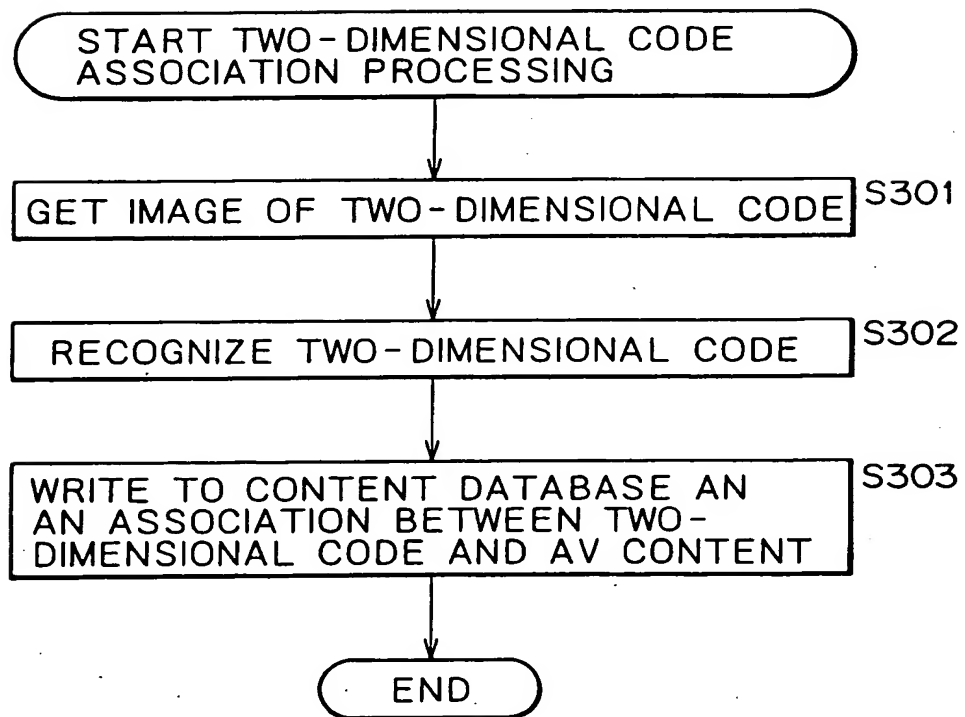 START TWO-DIMENSIONAL CODE
ASSOCIATION PROCESSING
GET IMAGE OF TWO-DIMENSIONAL CODE
S301
RECOGNIZE TWO-DIMENSIONAL CODE
S302
WRITE TO CONTENT DATABASE AN
AN ASSOCIATION BETWEEN TWO-
DIMENSIONAL CODE AND AV CONTENT
S303
END